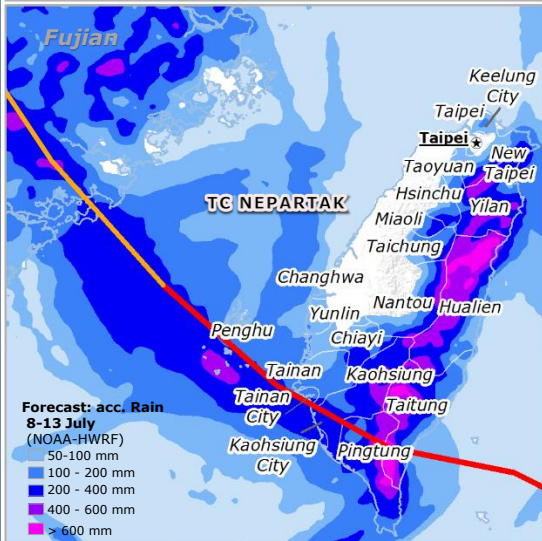 Fujian
Keelung
City
Taipei
Taipei
New
Taipei
Taoyuan
Hsinchu
Yilan
TC NEPARTAK
Miaoli
Taichung
Changhwa
Nantou
Hualien
Yunlin
Penghu
Chiayi
Tainan
Kaohsiung
Tainan
City
Taitung
Kaohsiung
City
Pingtung
Forecast: acc. Rain
8-13 July
(NOAA-HWRF)
50-100 mm
100 - 200 mm
200 - 400 mm
400 - 600 mm
> 600 mm